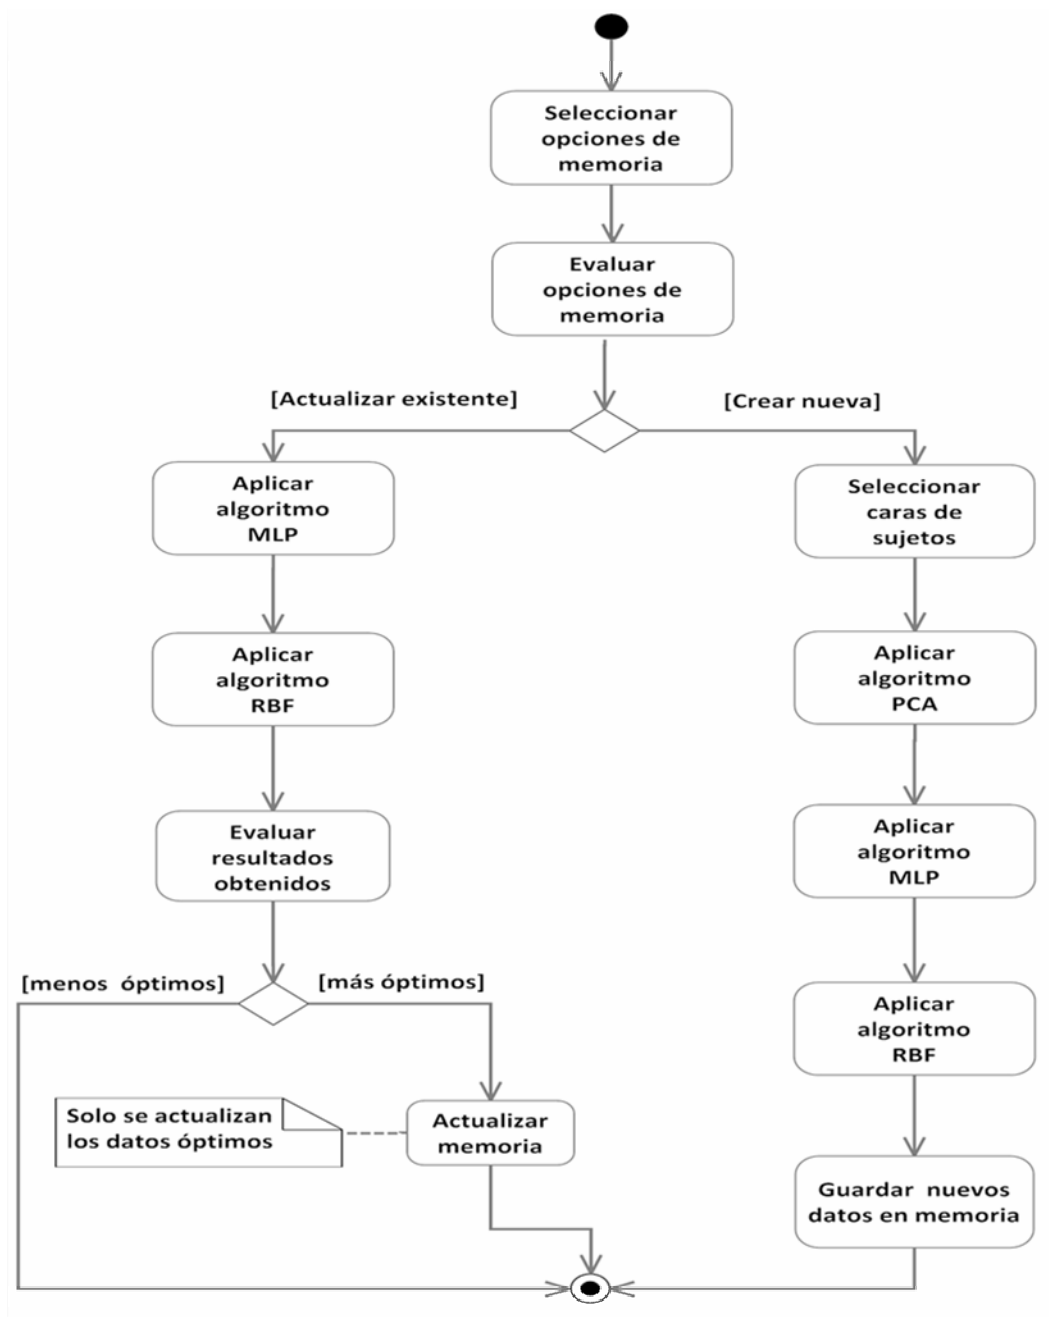 Seleccionar
opciones de
memoria
Evaluar
opciones de
memoria
[Actualizar existente]
[Crear nueva]
Aplicar
algoritmo
MLP
Aplicar
algoritmo
RBF
Evaluar
resultados
obtenidos
[menos óptimos]
[más óptimos]
Solo se actualizan
los datos óptimos
Actualizar
memoria
Seleccionar
caras de
sujetos
Aplicar
algoritmo
PCA
Aplicar
algoritmo
MLP
Aplicar
algoritmo
RBF
Guardar nuevos
datos en memoria